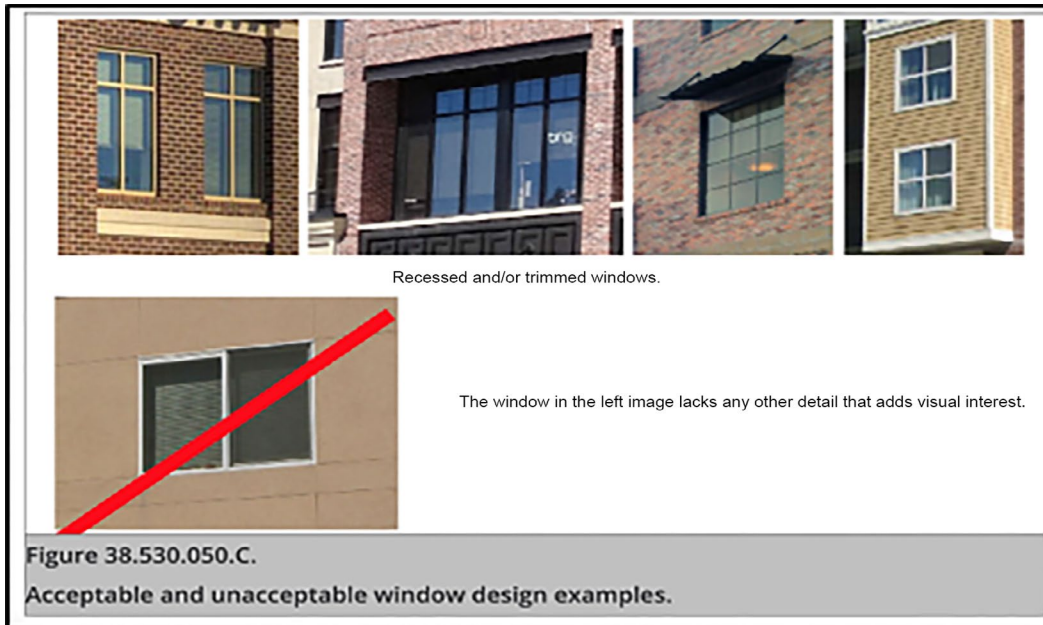 Recessed and/or trimmed windows.
The window in the left image lacks any other detail that adds visual interest.
Figure 38.530.050.C.
Acceptable and unacceptable window design examples.